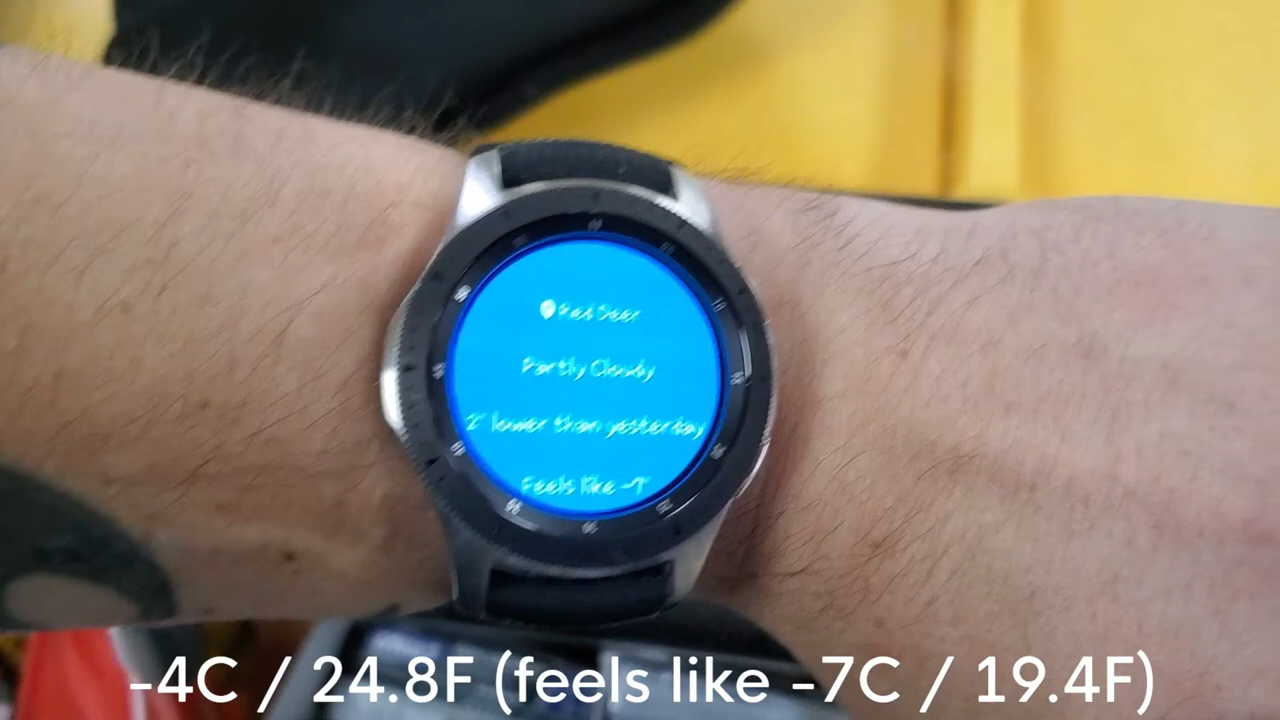 Red Deer
Partly Cloudy
2° lower than yesterday
Feels like -7°
-4C / 24.8F (feels like -7C / 19.4F)